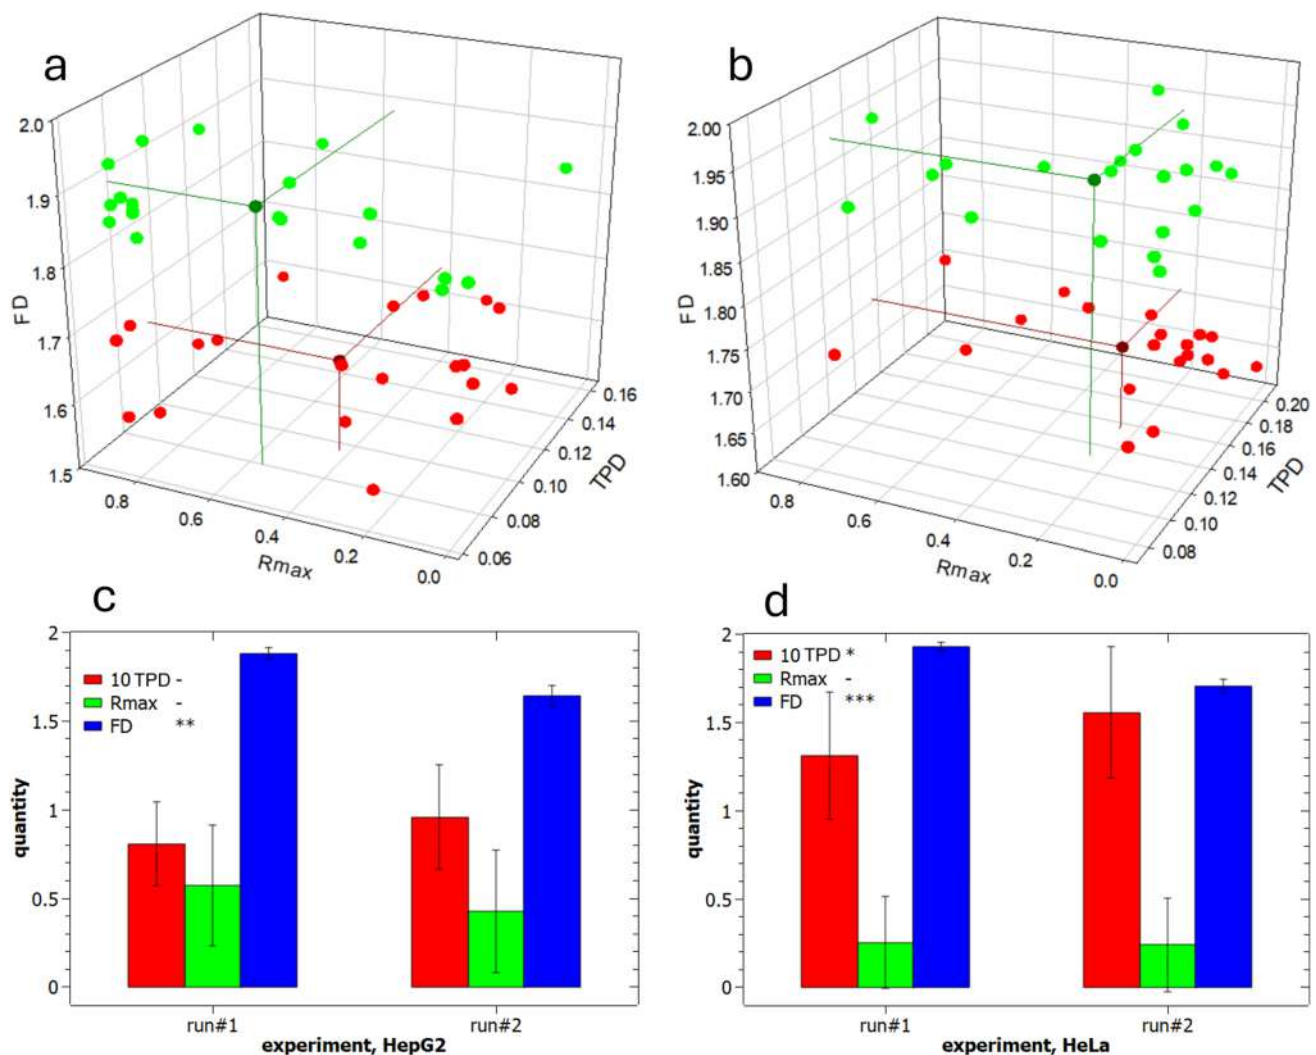 a
FD
2.0
1.9
1.8
1.7
1.6
1.5
0.8
0.6
0.4
0.2
0.0
Rmax
0.16
0.14
0.12
0.10
0.08
0.06
TPD
b
FD
2.00
1.95
1.90
1.85
1.80
1.75
1.70
1.65
1.60
0.8
0.6
0.4
0.2
0.0
Rmax
0.20
0.18
0.16
0.14
0.12
0.10
0.08
TPD
c
quantity
2
1.5
1
0.5
0
10 TPD -
Rmax -
FD **
run#1
run#2
experiment, HepG2
d
quantity
2
1.5
1
0.5
0
10 TPD *
Rmax -
FD ***
run#1
run#2
experiment, HeLa